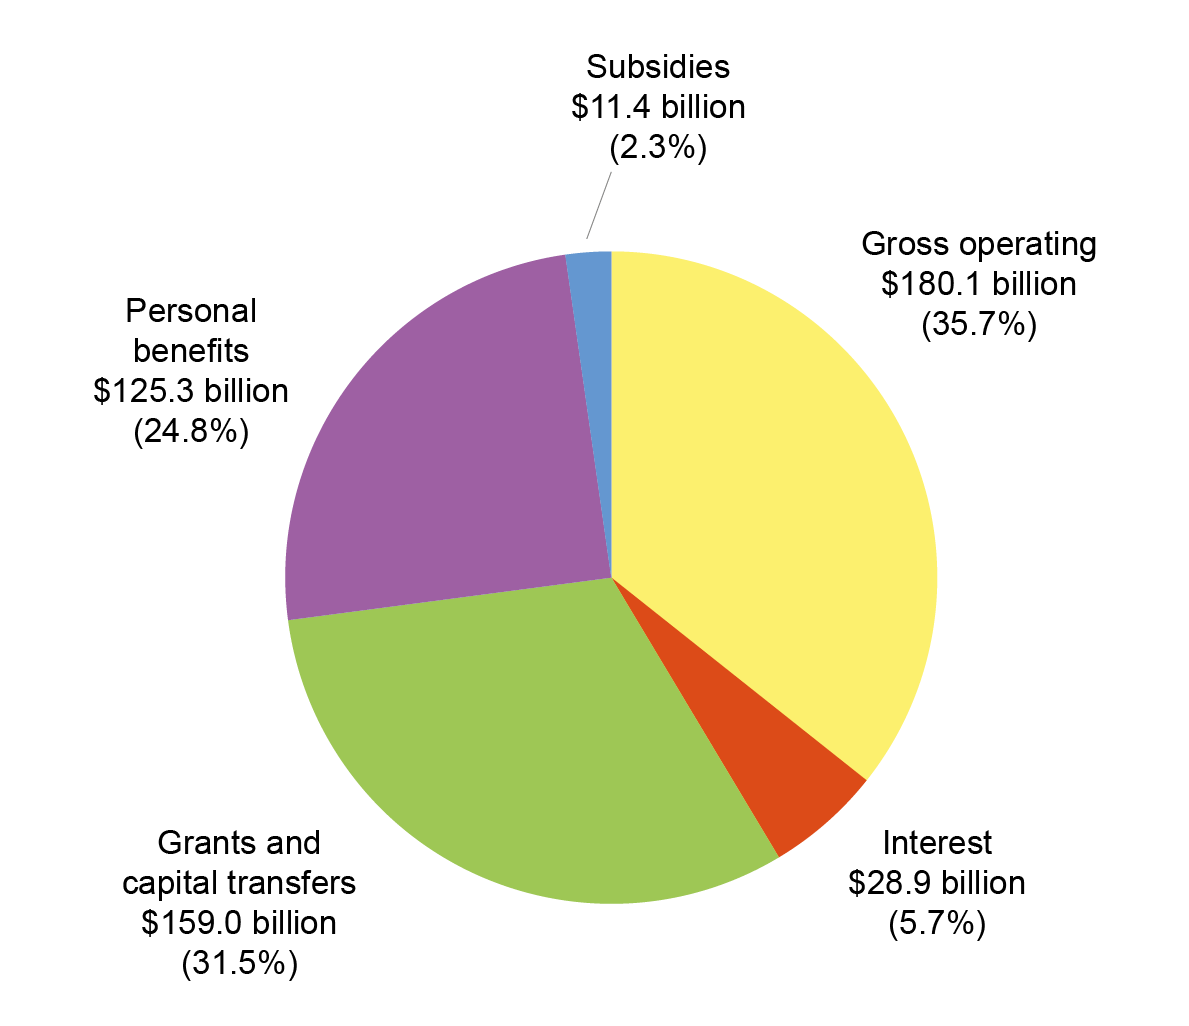 Subsidies
$11.4 billion
(2.3%)
Gross operating
$180.1 billion
(35.7%)
Personal
benefits
$125.3 billion
(24.8%)
Grants and
capital transfers
$159.0 billion
(31.5%)
Interest
$28.9 billion
(5.7%)